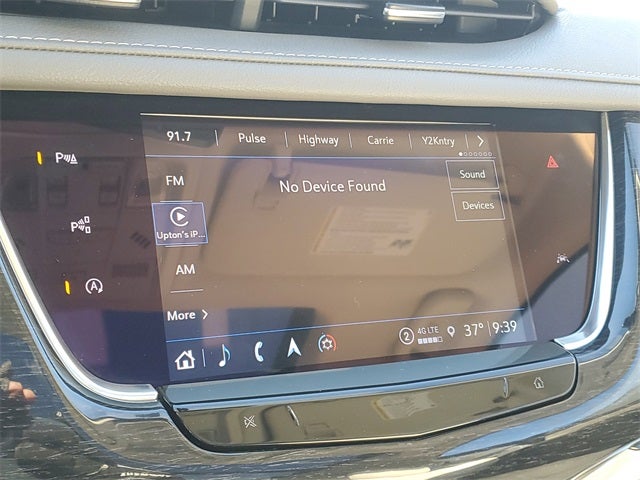 91.7 Pulse Highway Carrie Y2Kntry
FM
No Device Found
Sound
Upton's iP...
Devices
AM
More
2 4G LTE 37° 9:39
P
P
A